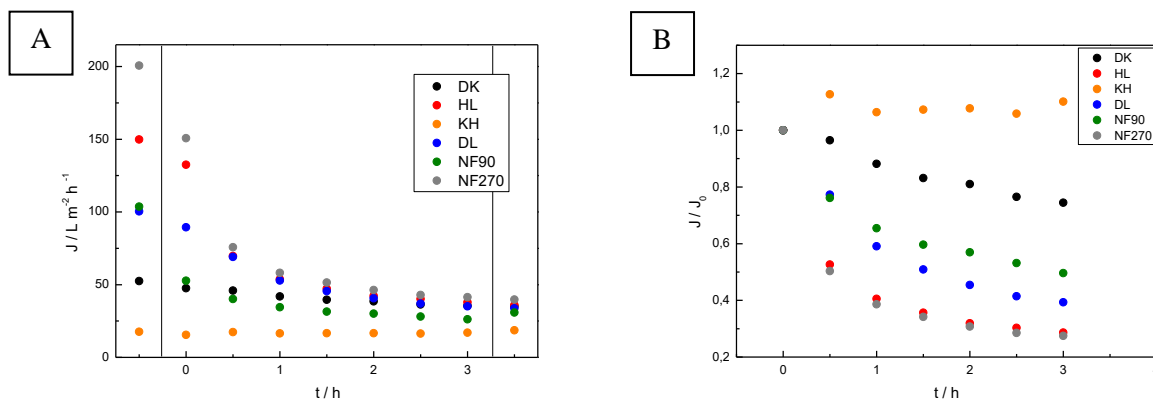 A
J / L m⁻² h⁻¹
200
150
100
50
0
DK
HL
KH
DL
NF90
NF270
0
1
2
3
t / h
B
J / J₀
1,2
1,0
0,8
0,6
0,4
0,2
DK
HL
KH
DL
NF90
NF270
0
1
2
3
t / h